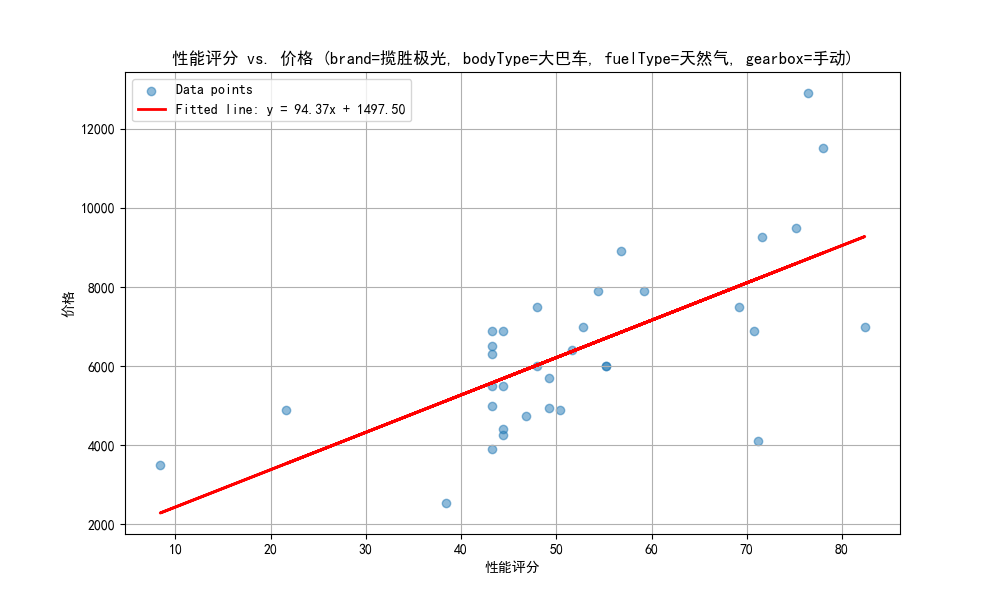 性能评分 vs. 价格 (brand=揽胜极光, bodyType=大巴车, fuelType=天然气, gearbox=手动)
Data points
Fitted line: y = 94.37x + 1497.50
价格
12000
10000
8000
6000
4000
2000
10 20 30 40 50 60 70 80
性能评分